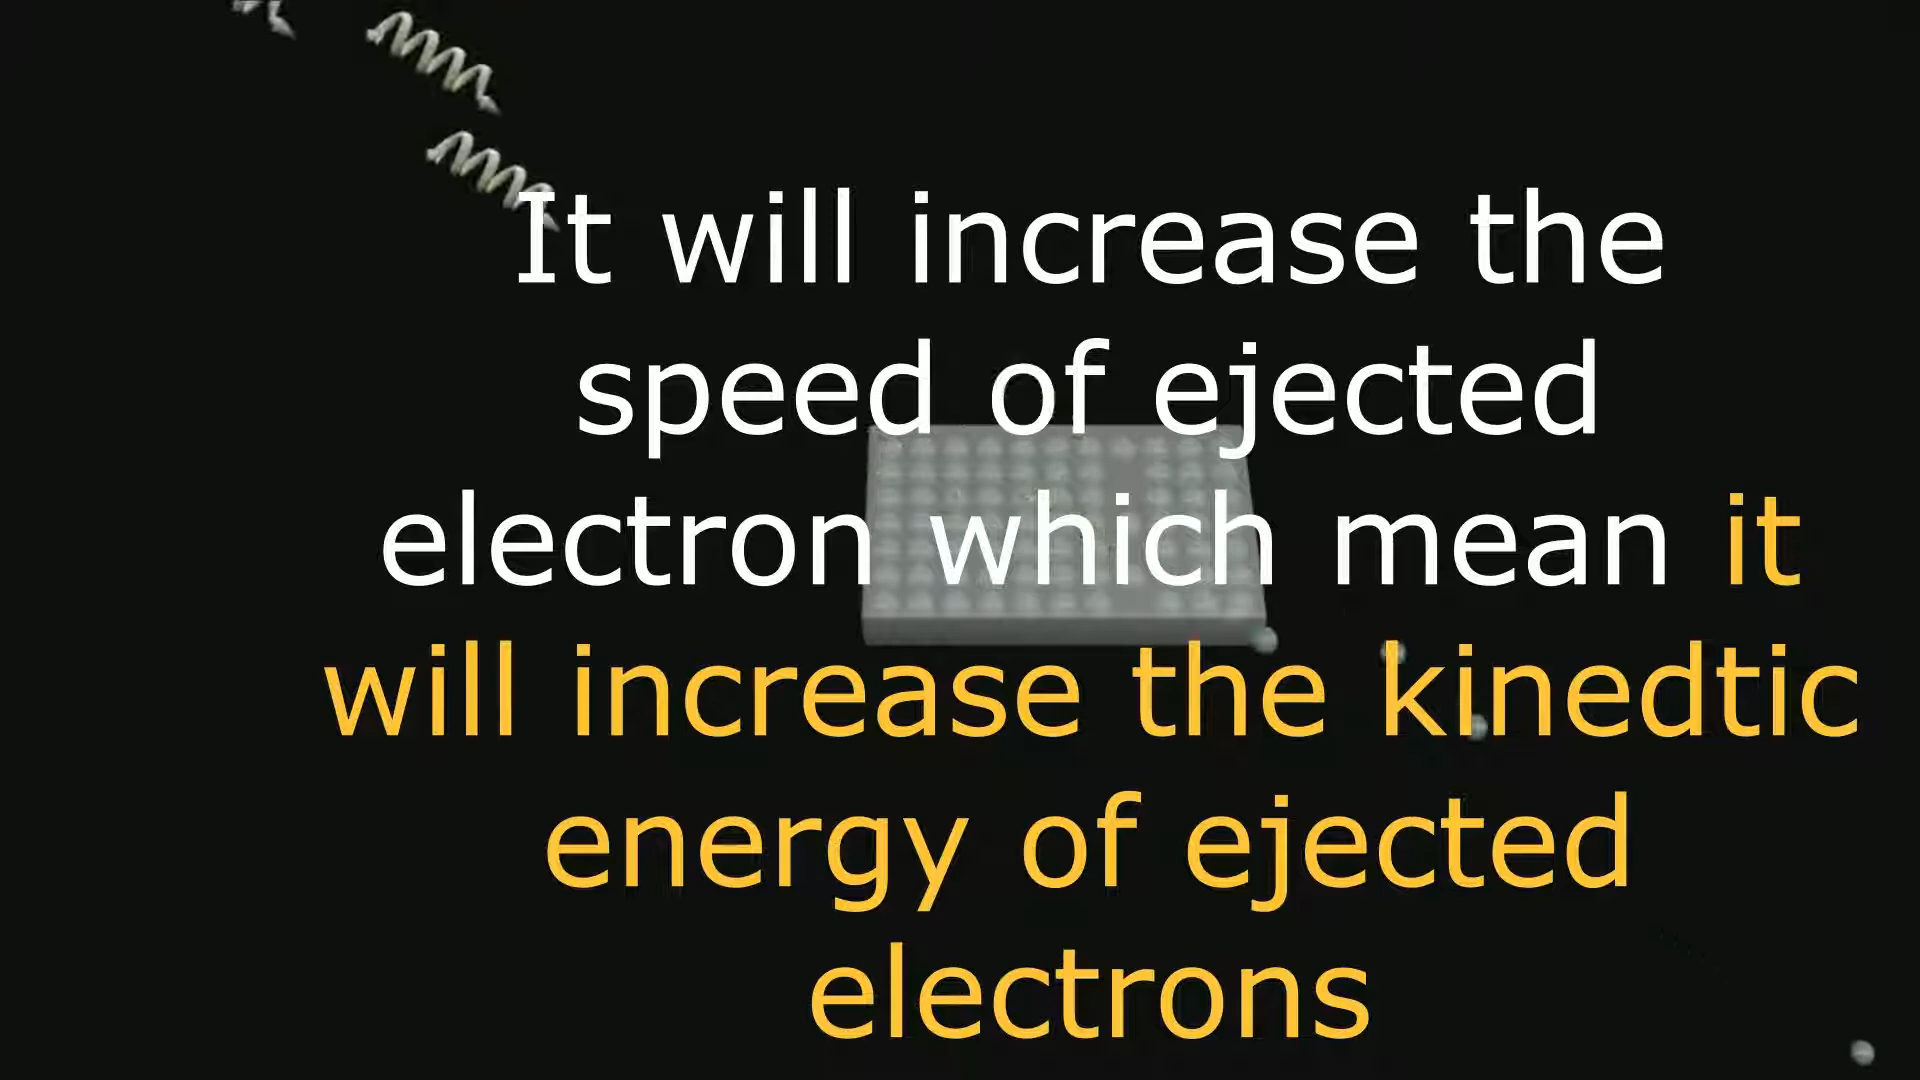 It will increase the
speed of ejected
electron which mean it
will increase the kinedtic
energy of ejected
electrons